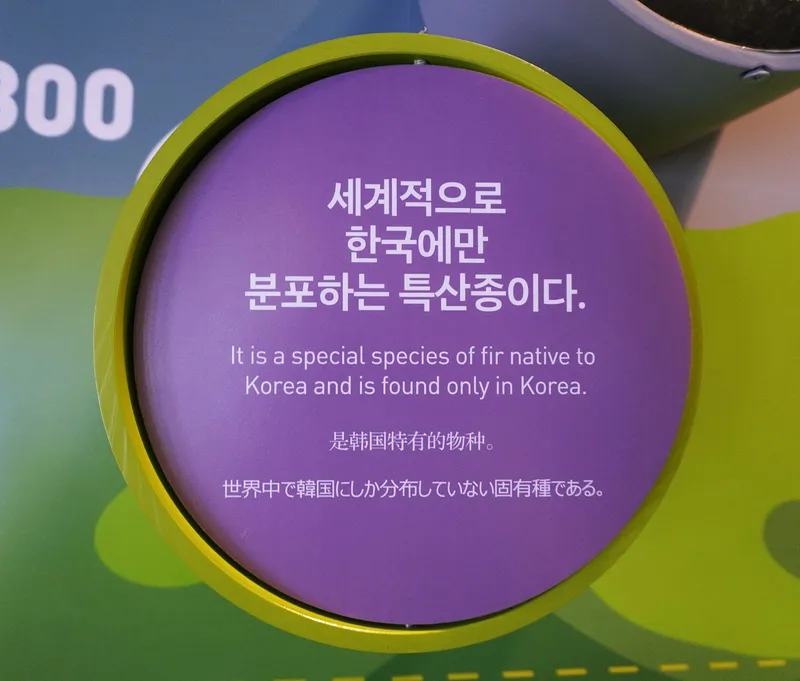 300
세계적으로
한국에만
분포하는 특산종이다.
It is a special species of fir native to
Korea and is found only in Korea.
是韩国特有的物种。
世界中で韓国にしか分布していない固有種である。